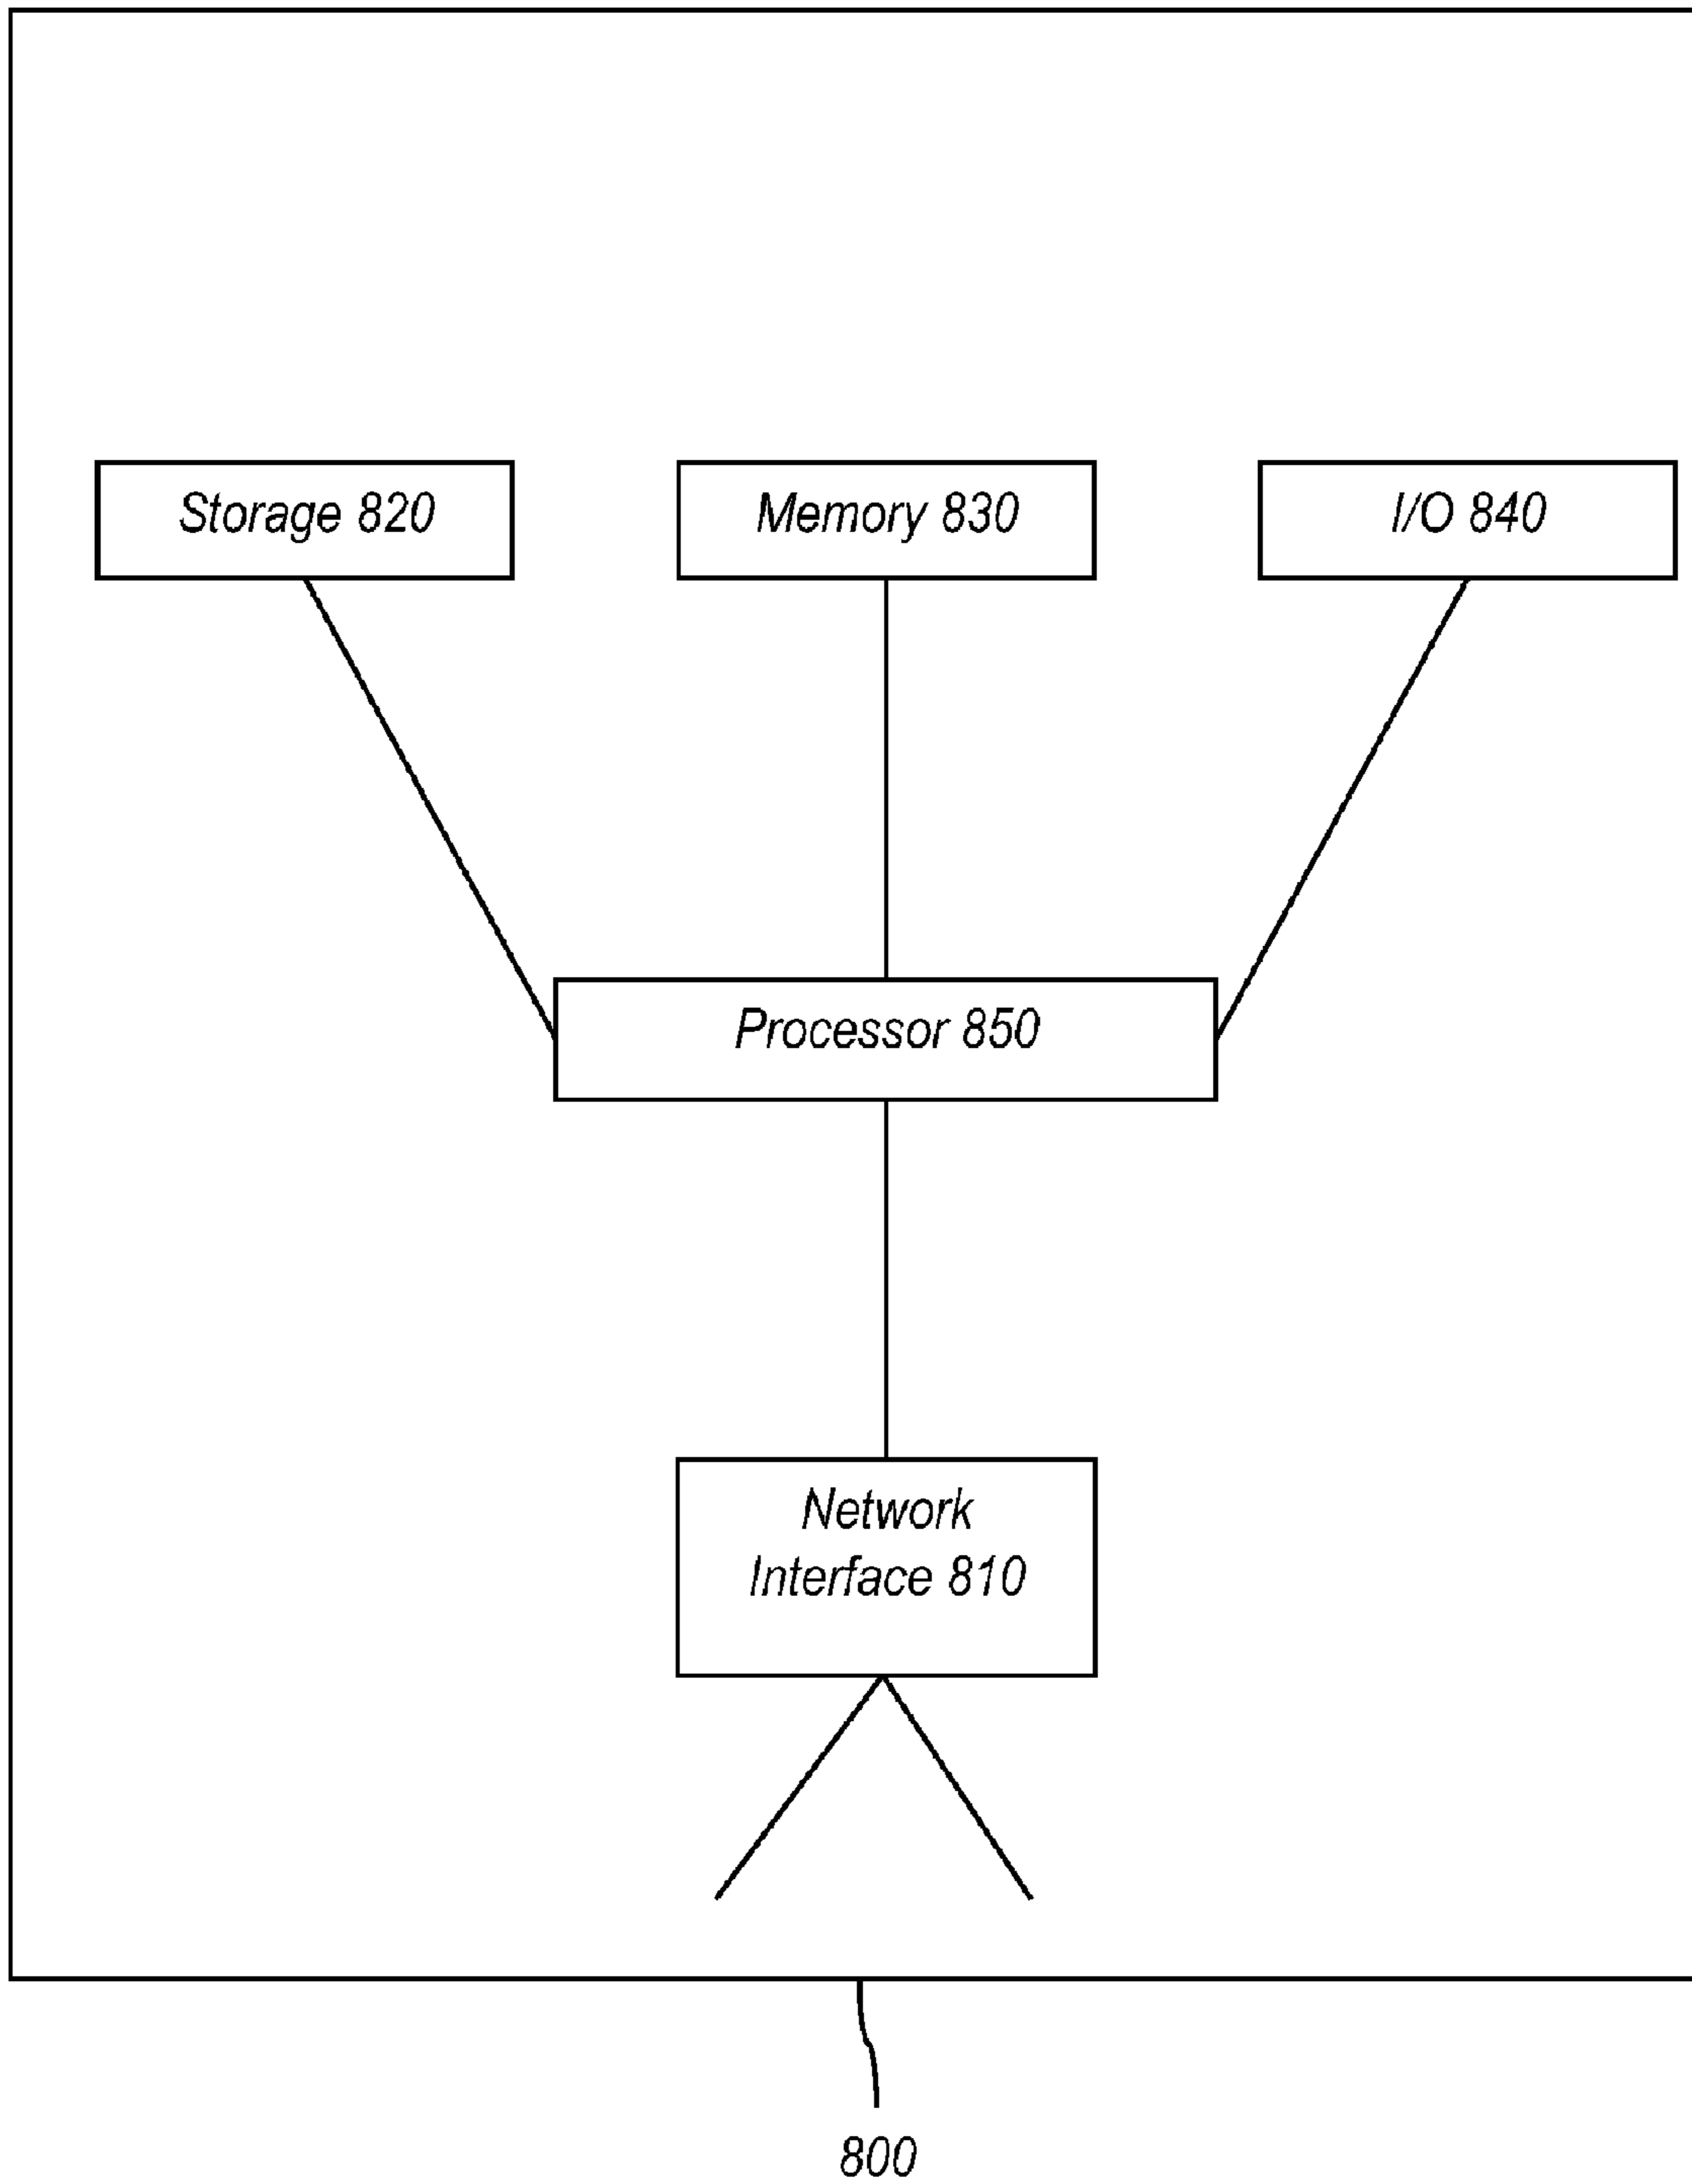 Storage 820
Memory 830
I/O 840
Processor 850
Network
Interface 810
800